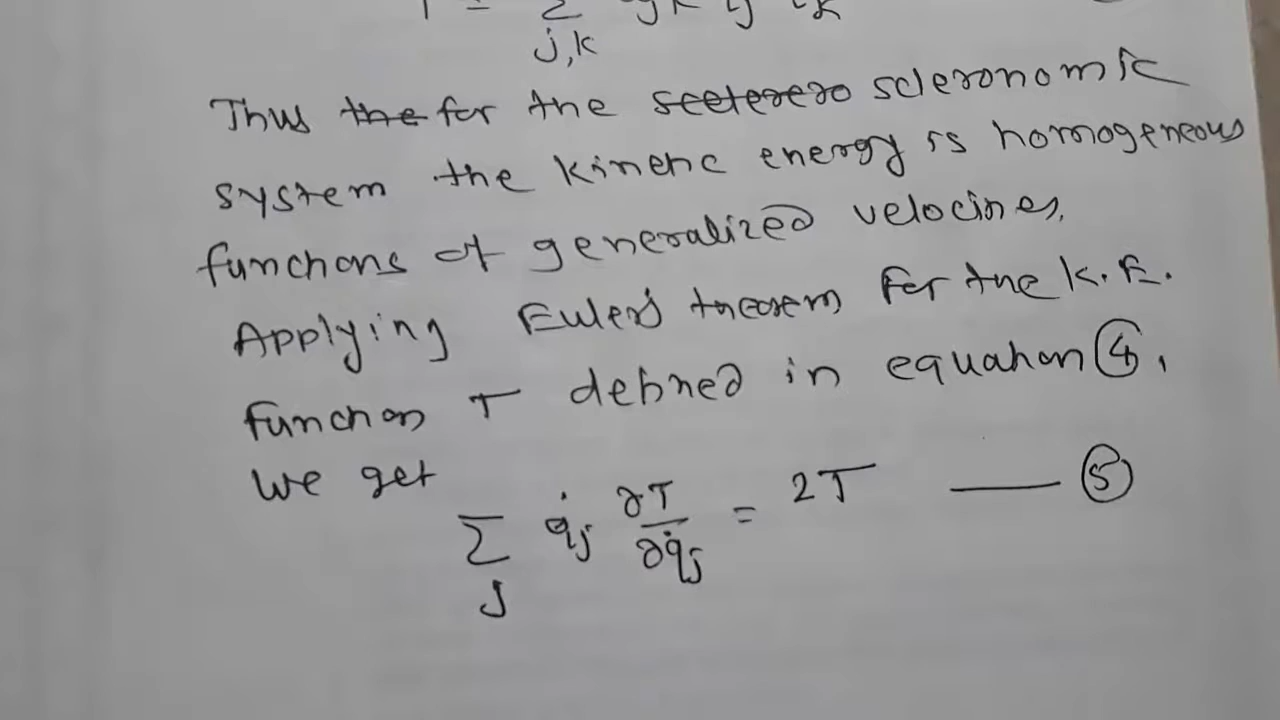 j,k
Thus the for the scleronomic
system the kinetic energy is homogeneous
functions of generalized velocities.
Applying Euler's theorem for the K.E.
function T defined in equation ④,
we get
∑ q̇j ∂T/∂q̇j = 2T —— ⑤
j